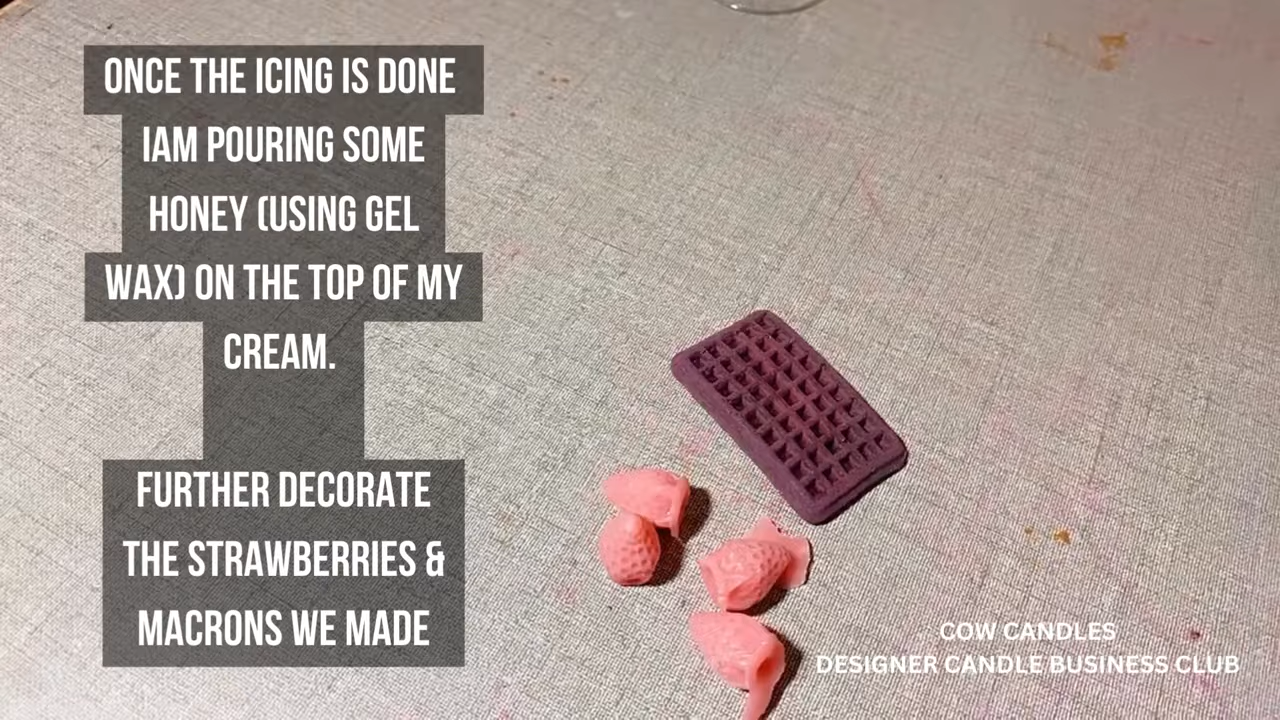 ONCE THE ICING IS DONE
IAM POURING SOME
HONEY (USING GEL
WAX) ON THE TOP OF MY
CREAM.
FURTHER DECORATE
THE STRAWBERRIES &
MACRONS WE MADE
COW CANDLES
DESIGNER CANDLE BUSINESS CLUB